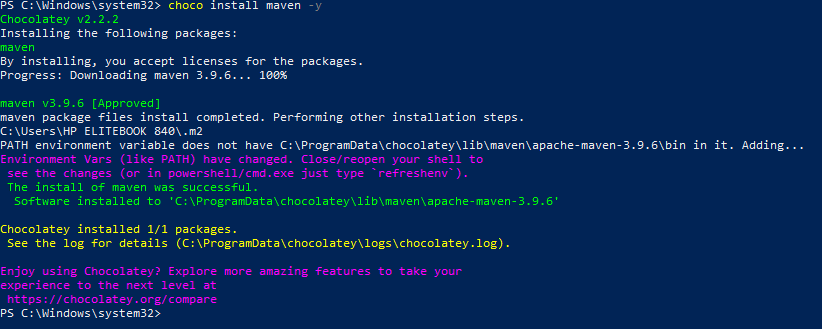 PS C:\Windows\system32> choco install maven -y
Chocolatey v2.2.2
Installing the following packages:
maven
By installing, you accept licenses for the packages.
Progress: Downloading maven 3.9.6... 100%
maven v3.9.6 [Approved]
maven package files install completed. Performing other installation steps.
C:\Users\HP ELITEBOOK 840\.m2
PATH environment variable does not have C:\ProgramData\chocolatey\lib\maven\apache-maven-3.9.6\bin in it. Adding...
Environment Vars (like PATH) have changed. Close/reopen your shell to
see the changes (or in powershell/cmd.exe just type `refreshenv`).
The install of maven was successful.
Software installed to 'C:\ProgramData\chocolatey\lib\maven\apache-maven-3.9.6'
Chocolatey installed 1/1 packages.
See the log for details (C:\ProgramData\chocolatey\logs\chocolatey.log).
Enjoy using Chocolatey? Explore more amazing features to take your
experience to the next level at
https://chocolatey.org/compare
PS C:\Windows\system32>